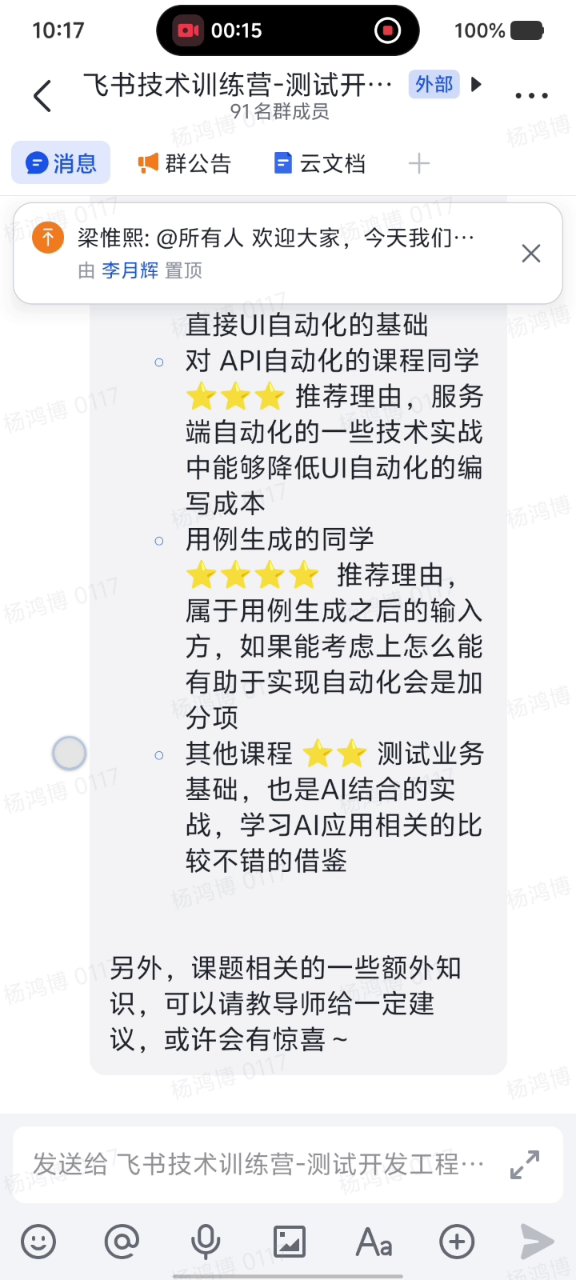 10:17
00:15
100%
飞书技术训练营-测试开…
外部
91名群成员
消息
群公告
云文档
梁惟熙: @所有人 欢迎大家，今天我们…
由 李月辉 置顶
直接UI自动化的基础
对 API自动化的课程同学
⭐⭐⭐ 推荐理由，服务
端自动化的一些技术实战
中能够降低UI自动化的编
写成本
用例生成的同学
⭐⭐⭐⭐ 推荐理由，
属于用例生成之后的输入
方，如果能考虑上怎么能
有助于实现自动化会是加
分项
其他课程 ⭐⭐ 测试业务
基础，也是AI结合的实
战，学习AI应用相关的比
较不错的借鉴
另外，课题相关的一些额外知
识，可以请教导师给一定建
议，或许会有惊喜～
发送给 飞书技术训练营-测试开发工程…
Aa
杨鸿博 0117